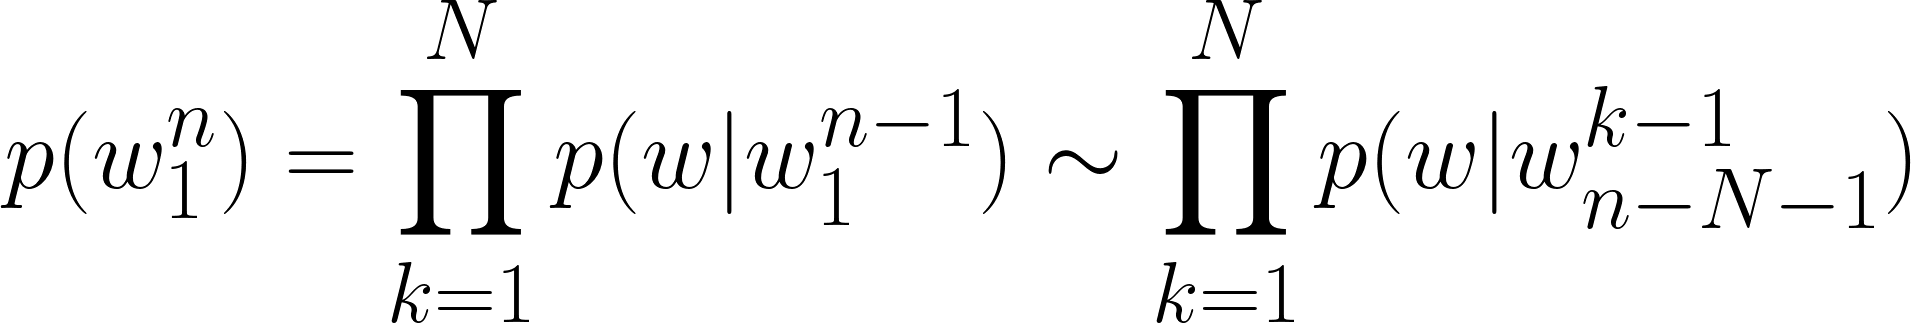 p(w_1^n) = \prod_{k=1}^{N} p(w|w_1^{n-1}) \sim \prod_{k=1}^{N} p(w|w_{n-N-1}^{k-1})